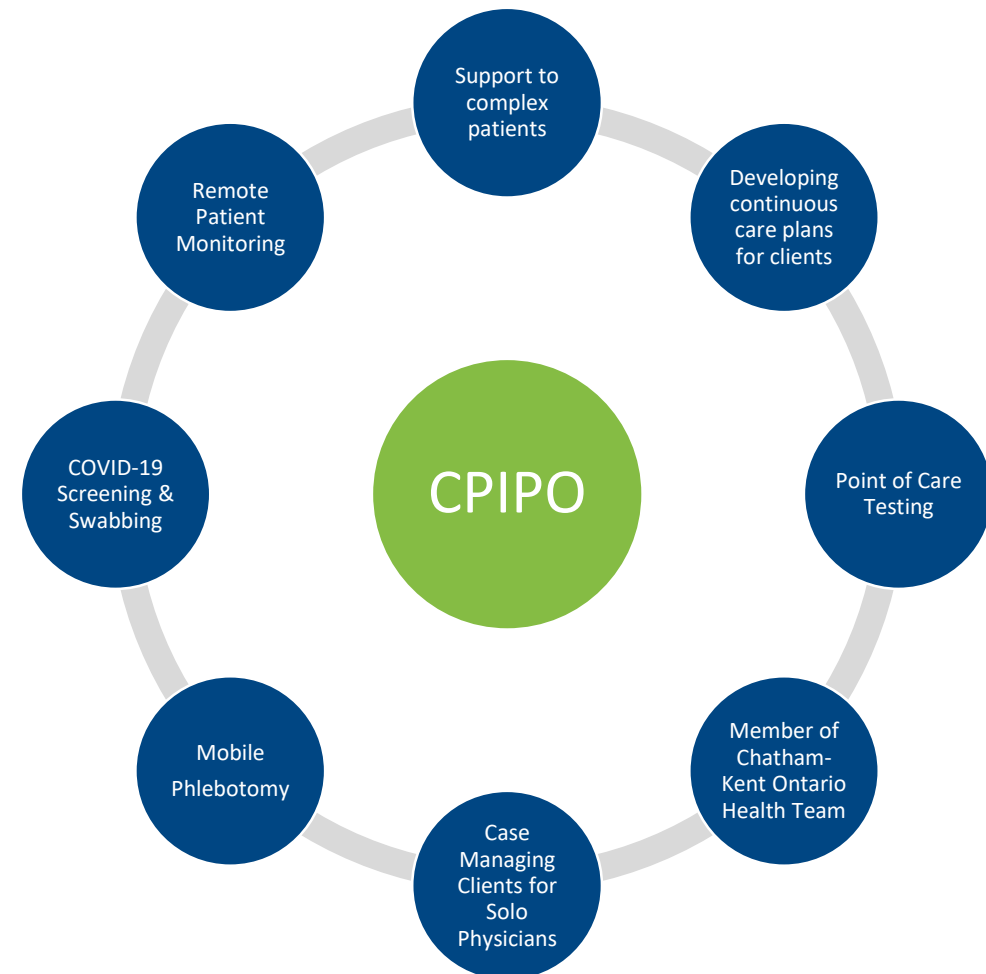 Support to
complex
patients
Developing
continuous
care plans
for clients
Point of Care
Testing
Member of
Chatham-
Kent Ontario
Health Team
Case
Managing
Clients for
Solo
Physicians
Mobile
Phlebotomy
COVID-19
Screening &
Swabbing
Remote
Patient
Monitoring
CPIPO